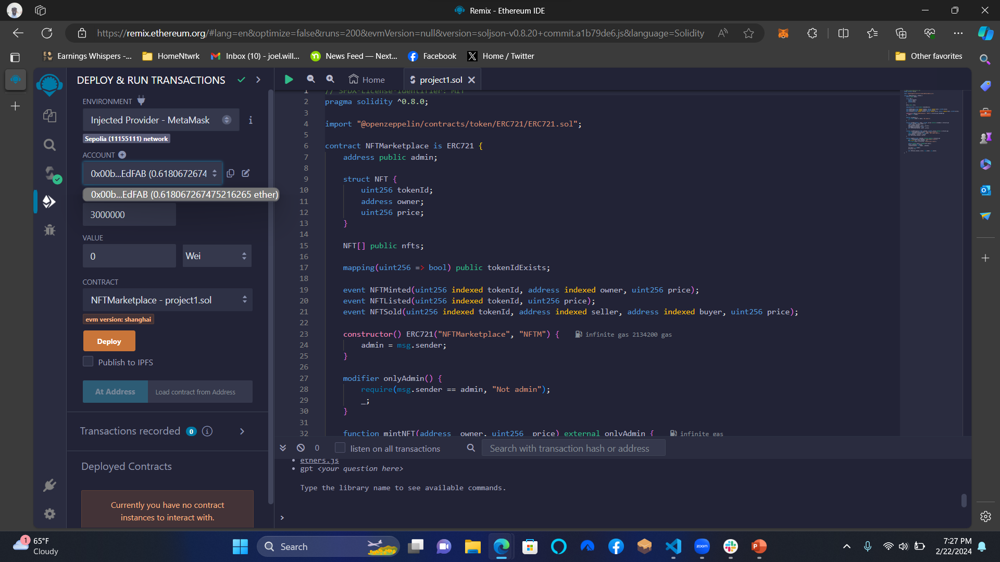 Remix - Ethereum IDE
https://remix.ethereum.org/#lang=en&optimize=false&runs=200&evmVersion=null&version=soljson-v0.8.20+commit.a1b79de6.js&language=Solidity
Earnings Whispers -...
HomeNtwrk
Inbox (10) - joel.will...
News Feed — Next...
Facebook
Home / Twitter
Other favorites
DEPLOY & RUN TRANSACTIONS
ENVIRONMENT
Injected Provider - MetaMask
Sepolia (11155111) network
ACCOUNT
0x00b...EdFAB (0.6180672674
0x00b...EdFAB (0.618067267475216265 ether)
3000000
VALUE
0
Wei
CONTRACT
NFTMarketplace - project1.sol
evm version: shanghai
Deploy
Publish to IPFS
At Address
Load contract from Address
Transactions recorded 0
Deployed Contracts
Currently you have no contract
instances to interact with.
Home
project1.sol
1 // SPDX-License-Identifier: MIT
2 pragma solidity ^0.8.0;
3
4 import "@openzeppelin/contracts/token/ERC721/ERC721.sol";
5
6 contract NFTMarketplace is ERC721 {
7 address public admin;
8
9 struct NFT {
10 uint256 tokenId;
11 address owner;
12 uint256 price;
13 }
14
15 NFT[] public nfts;
16
17 mapping(uint256 => bool) public tokenIdExists;
18
19 event NFTMinted(uint256 indexed tokenId, address indexed owner, uint256 price);
20 event NFTListed(uint256 indexed tokenId, uint256 price);
21 event NFTSold(uint256 indexed tokenId, address indexed seller, address indexed buyer, uint256 price);
22
23 constructor() ERC721("NFTMarketplace", "NFTM") { infinite gas 2134200 gas
24 admin = msg.sender;
25 }
26
27 modifier onlyAdmin() {
28 require(msg.sender == admin, "Not admin");
29 _;
30 }
31
32 function mintNFT(address _owner, uint256 _price) external onlyAdmin { infinite gas
0
listen on all transactions
Search with transaction hash or address
• ethers.js
• gpt <your question here>
Type the library name to see available commands.
>
1
65°F
Cloudy
Search
zoom
7:27 PM
2/22/2024